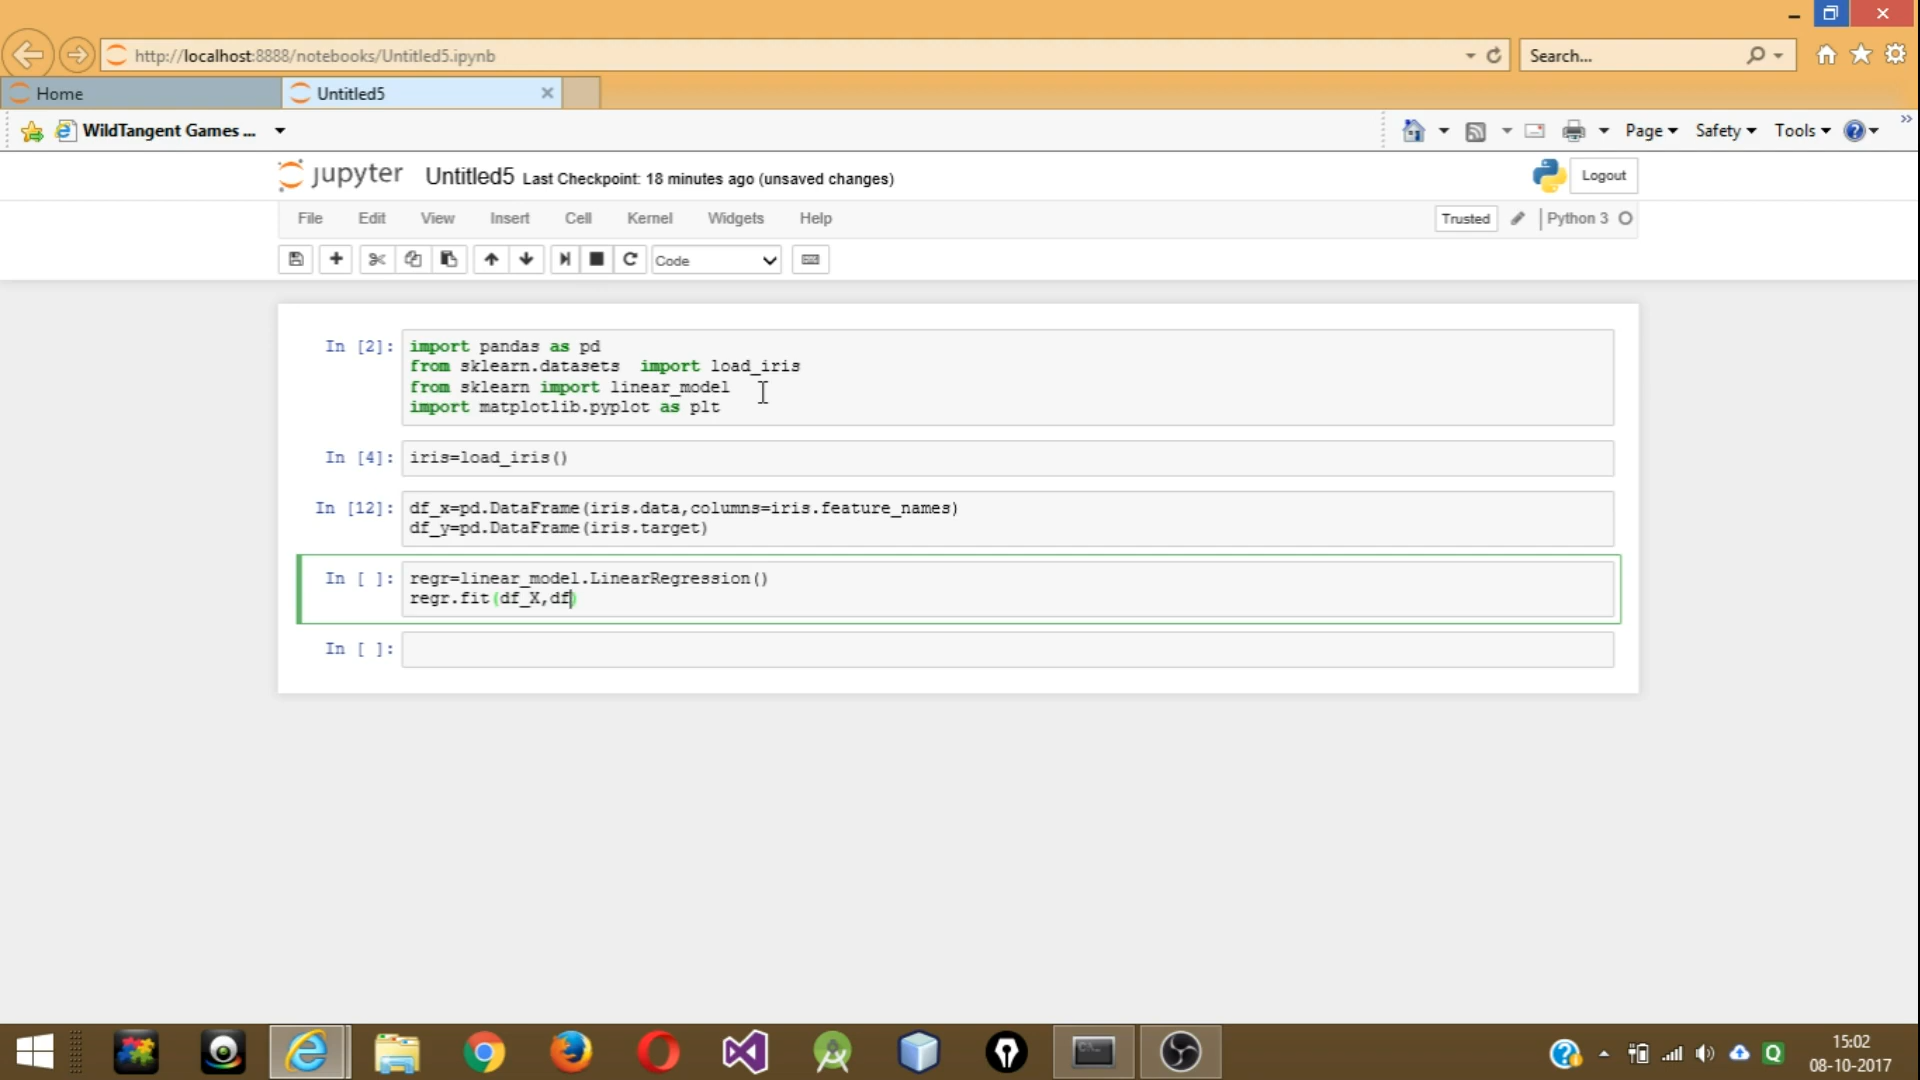 http://localhost:8888/notebooks/Untitled5.ipynb
Search...
Home
Untitled5
WildTangent Games ...
Page
Safety
Tools
jupyter
Untitled5 Last Checkpoint: 18 minutes ago (unsaved changes)
Logout
File Edit View Insert Cell Kernel Widgets Help
Trusted
Python 3
Code
In [2]:
import pandas as pd
from sklearn.datasets  import load_iris
from sklearn import linear_model
import matplotlib.pyplot as plt
In [4]:
iris=load_iris()
In [12]:
df_x=pd.DataFrame(iris.data,columns=iris.feature_names)
df_y=pd.DataFrame(iris.target)
In [ ]:
regr=linear_model.LinearRegression()
regr.fit(df_X,df)
In [ ]:
15:02
08-10-2017